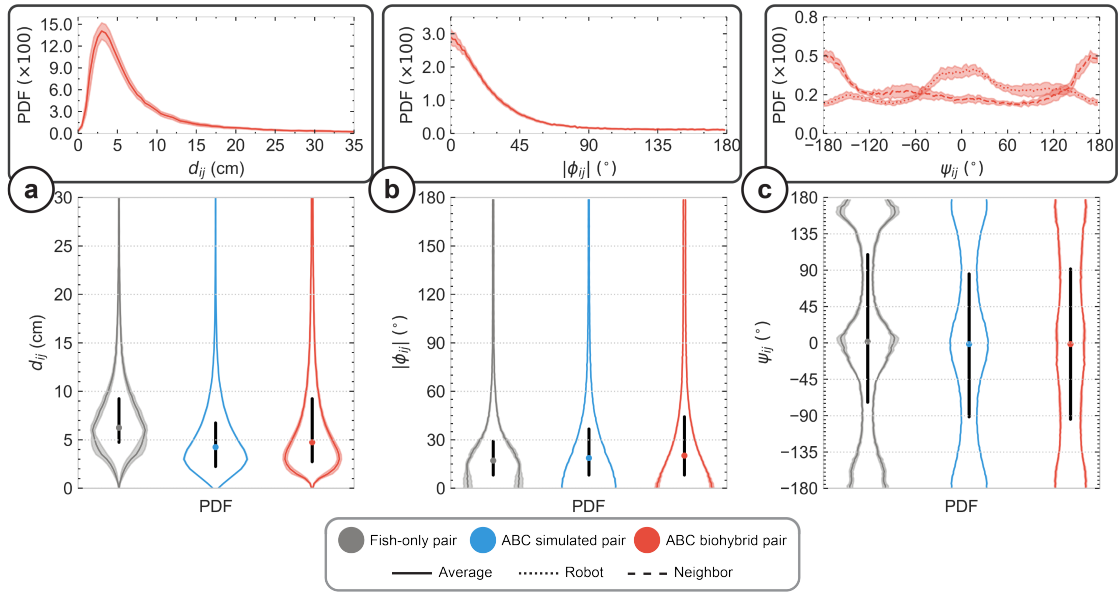 PDF (×100)
15.0
12.0
9.0
6.0
3.0
0.0
0 5 10 15 20 25 30 35
d_ij (cm)
PDF (×100)
3.0
2.0
1.0
0.0
0 45 90 135 180
|ϕ_ij| (°)
PDF (×100)
0.8
0.5
0.2
0.0
−180 −120 −60 0 60 120 180
ψ_ij (°)
a
b
c
d_ij (cm)
30
25
20
15
10
5
0
PDF
|ϕ_ij| (°)
180
150
120
90
60
30
0
PDF
ψ_ij (°)
180
135
90
45
0
−45
−90
−135
−180
PDF
Fish-only pair ABC simulated pair ABC biohybrid pair
Average Robot Neighbor